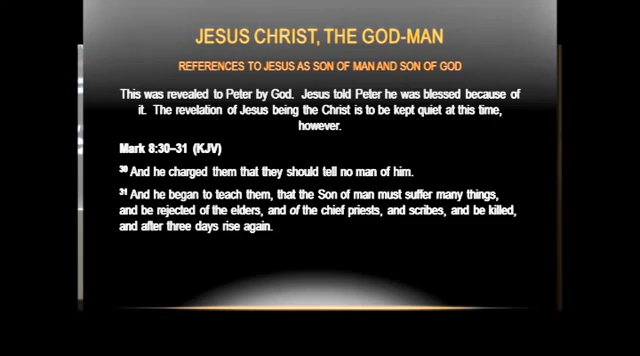 JESUS CHRIST, THE GOD-MAN
REFERENCES TO JESUS AS SON OF MAN AND SON OF GOD
This was revealed to Peter by God. Jesus told Peter he was blessed because of
it. The revelation of Jesus being the Christ is to be kept quiet at this time,
however.
Mark 8:30–31 (KJV)
30 And he charged them that they should tell no man of him.
31 And he began to teach them, that the Son of man must suffer many things,
and be rejected of the elders, and of the chief priests, and scribes, and be killed,
and after three days rise again.